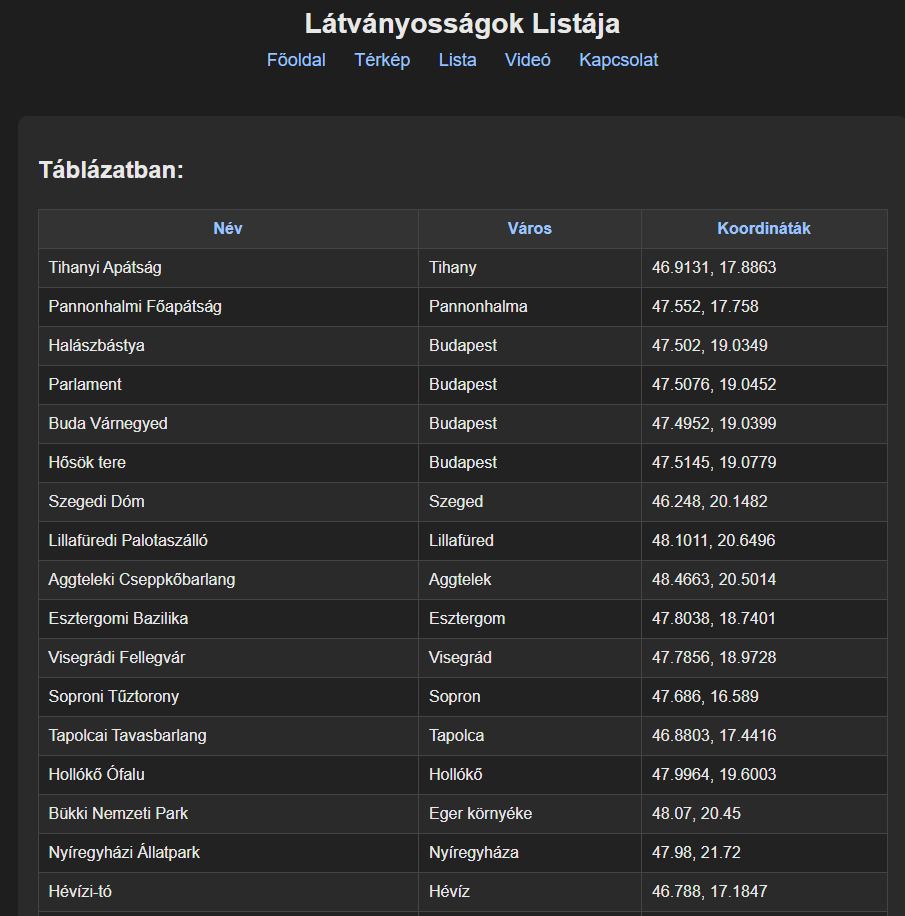 Látványosságok Listája
Főoldal Térkép Lista Videó Kapcsolat
Táblázatban:
Név Város Koordináták
Tihanyi Apátság Tihany 46.9131, 17.8863
Pannonhalmi Főapátság Pannonhalma 47.552, 17.758
Halászbástya Budapest 47.502, 19.0349
Parlament Budapest 47.5076, 19.0452
Buda Várnegyed Budapest 47.4952, 19.0399
Hősök tere Budapest 47.5145, 19.0779
Szegedi Dóm Szeged 46.248, 20.1482
Lillafüredi Palotaszálló Lillafüred 48.1011, 20.6496
Aggteleki Cseppkőbarlang Aggtelek 48.4663, 20.5014
Esztergomi Bazilika Esztergom 47.8038, 18.7401
Visegrádi Fellegvár Visegrád 47.7856, 18.9728
Soproni Tűztorony Sopron 47.686, 16.589
Tapolcai Tavasbarlang Tapolca 46.8803, 17.4416
Hollókő Ófalu Hollókő 47.9964, 19.6003
Bükki Nemzeti Park Eger környéke 48.07, 20.45
Nyíregyházi Állatpark Nyíregyháza 47.98, 21.72
Hévízi-tó Hévíz 46.788, 17.1847